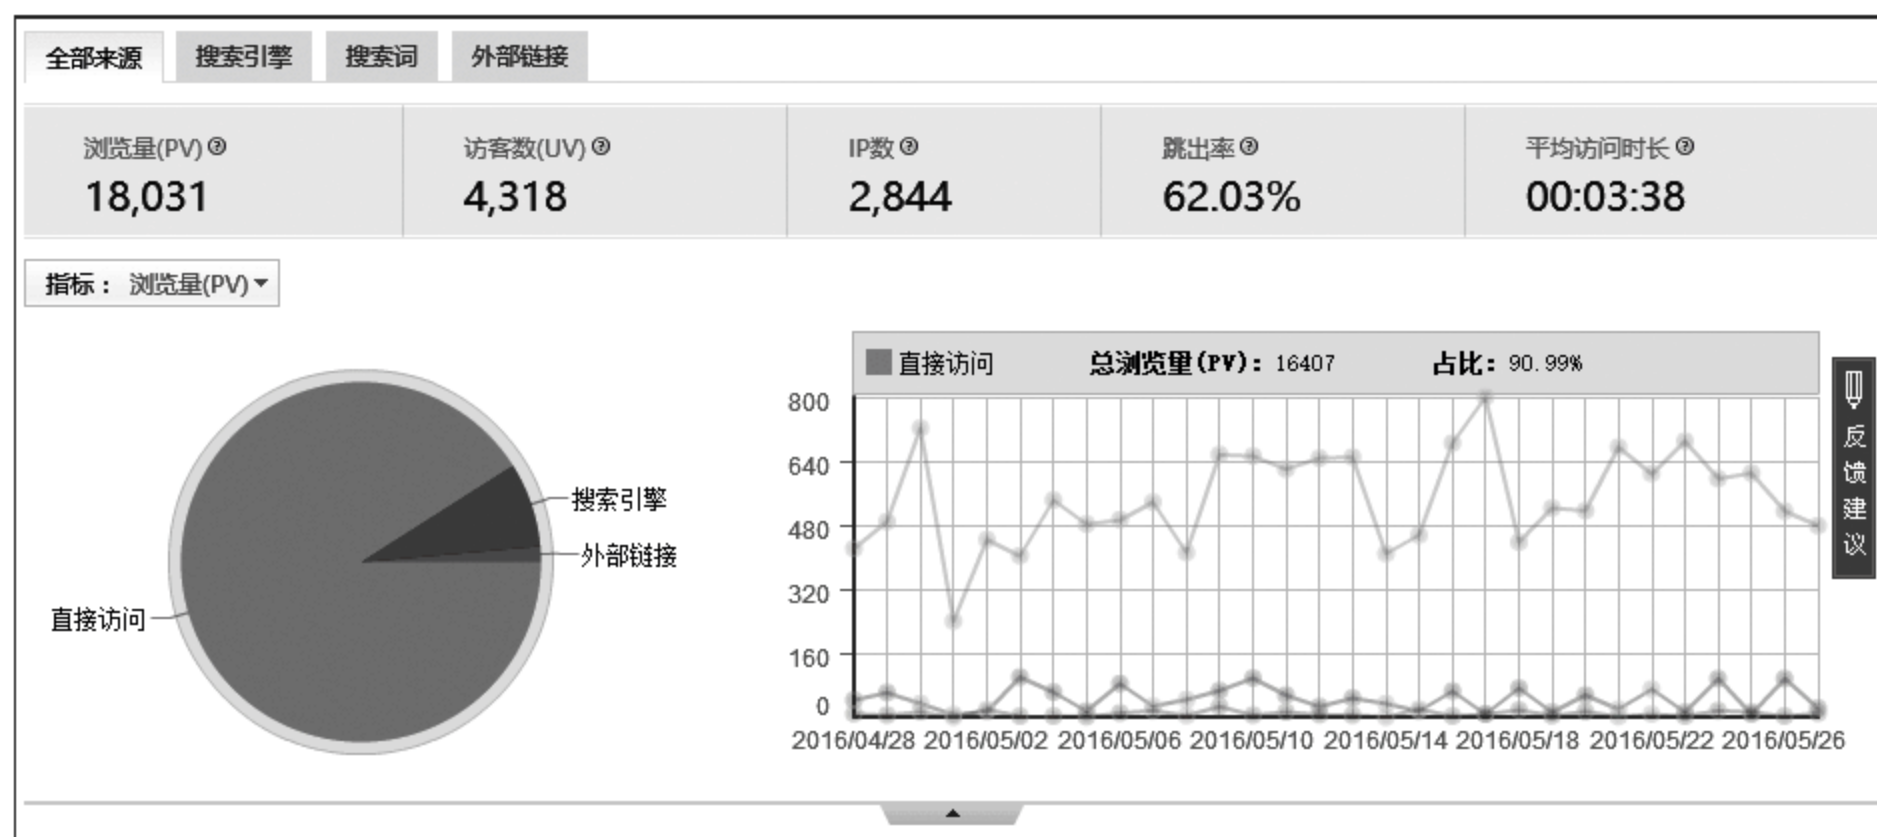 全部来源 搜索引擎 搜索词 外部链接
浏览量(PV) 访客数(UV) IP数 跳出率 平均访问时长
18,031 4,318 2,844 62.03% 00:03:38
指标： 浏览量(PV)
直接访问 总浏览量(PV): 16407 占比: 90.99%
搜索引擎
外部链接
直接访问
800
640
480
320
160
0
2016/04/28 2016/05/02 2016/05/06 2016/05/10 2016/05/14 2016/05/18 2016/05/22 2016/05/26
反馈建议